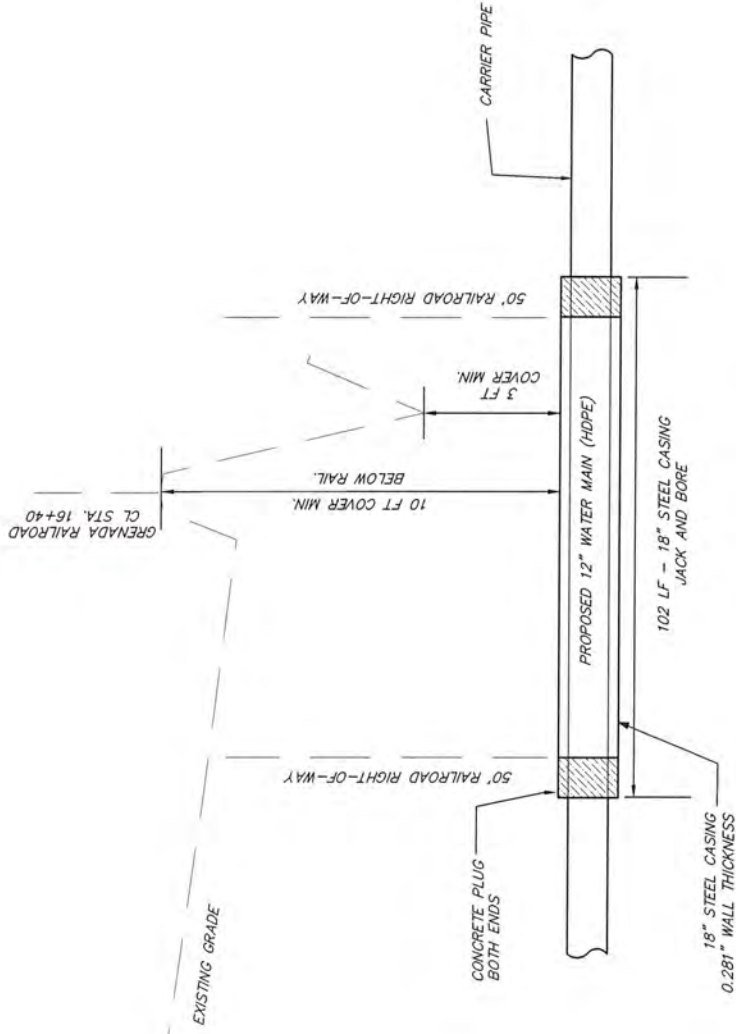 GRENADA RAILROAD
CL STA. 16+40
EXISTING GRADE
10 FT COVER MIN.
BELOW RAIL.
3 FT
COVER MIN.
50' RAILROAD RIGHT-OF-WAY
50' RAILROAD RIGHT-OF-WAY
CARRIER PIPE
CONCRETE PLUG
BOTH ENDS
PROPOSED 12" WATER MAIN (HDPE)
102 LF - 18" STEEL CASING
JACK AND BORE
18" STEEL CASING
0.281" WALL THICKNESS